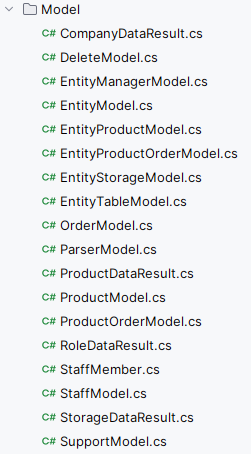 Model
C# CompanyDataResult.cs
C# DeleteModel.cs
C# EntityManagerModel.cs
C# EntityModel.cs
C# EntityProductModel.cs
C# EntityProductOrderModel.cs
C# EntityStorageModel.cs
C# EntityTableModel.cs
C# OrderModel.cs
C# ParserModel.cs
C# ProductDataResult.cs
C# ProductModel.cs
C# ProductOrderModel.cs
C# RoleDataResult.cs
C# StaffMember.cs
C# StaffModel.cs
C# StorageDataResult.cs
C# SupportModel.cs